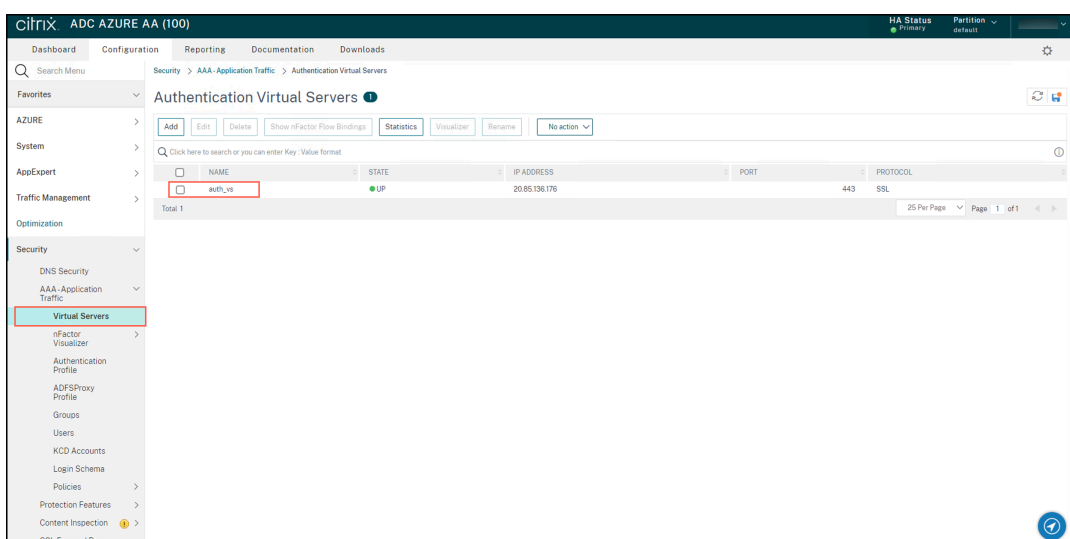 citrix. ADC AZURE AA (100)
HA Status
Primary
Partition
default
Dashboard Configuration Reporting Documentation Downloads
Search Menu
Favorites
AZURE
System
AppExpert
Traffic Management
Optimization
Security
DNS Security
AAA - Application
Traffic
Virtual Servers
nFactor
Visualizer
Authentication
Profile
ADFSProxy
Profile
Groups
Users
KCD Accounts
Login Schema
Policies
Protection Features
Content Inspection
Security > AAA - Application Traffic > Authentication Virtual Servers
Authentication Virtual Servers 1
Add Edit Delete Show nFactor Flow Bindings Statistics Visualizer Rename No action
Click here to search or you can enter Key : Value format
NAME STATE IP ADDRESS PORT PROTOCOL
auth_vs UP 20.85.136.176 443 SSL
Total 1 25 Per Page Page 1 of 1